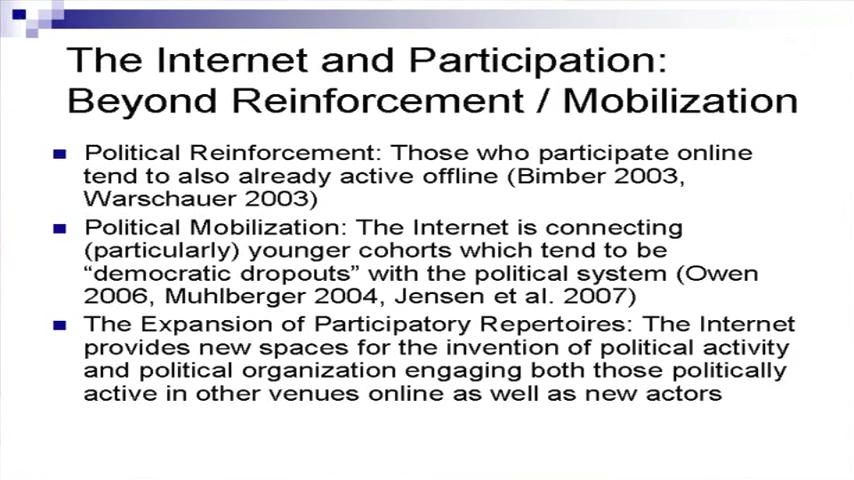 The Internet and Participation:
Beyond Reinforcement / Mobilization
Political Reinforcement: Those who participate online
tend to also already active offline (Bimber 2003,
Warschauer 2003)
Political Mobilization: The Internet is connecting
(particularly) younger cohorts which tend to be
“democratic dropouts” with the political system (Owen
2006, Muhlberger 2004, Jensen et al. 2007)
The Expansion of Participatory Repertoires: The Internet
provides new spaces for the invention of political activity
and political organization engaging both those politically
active in other venues online as well as new actors